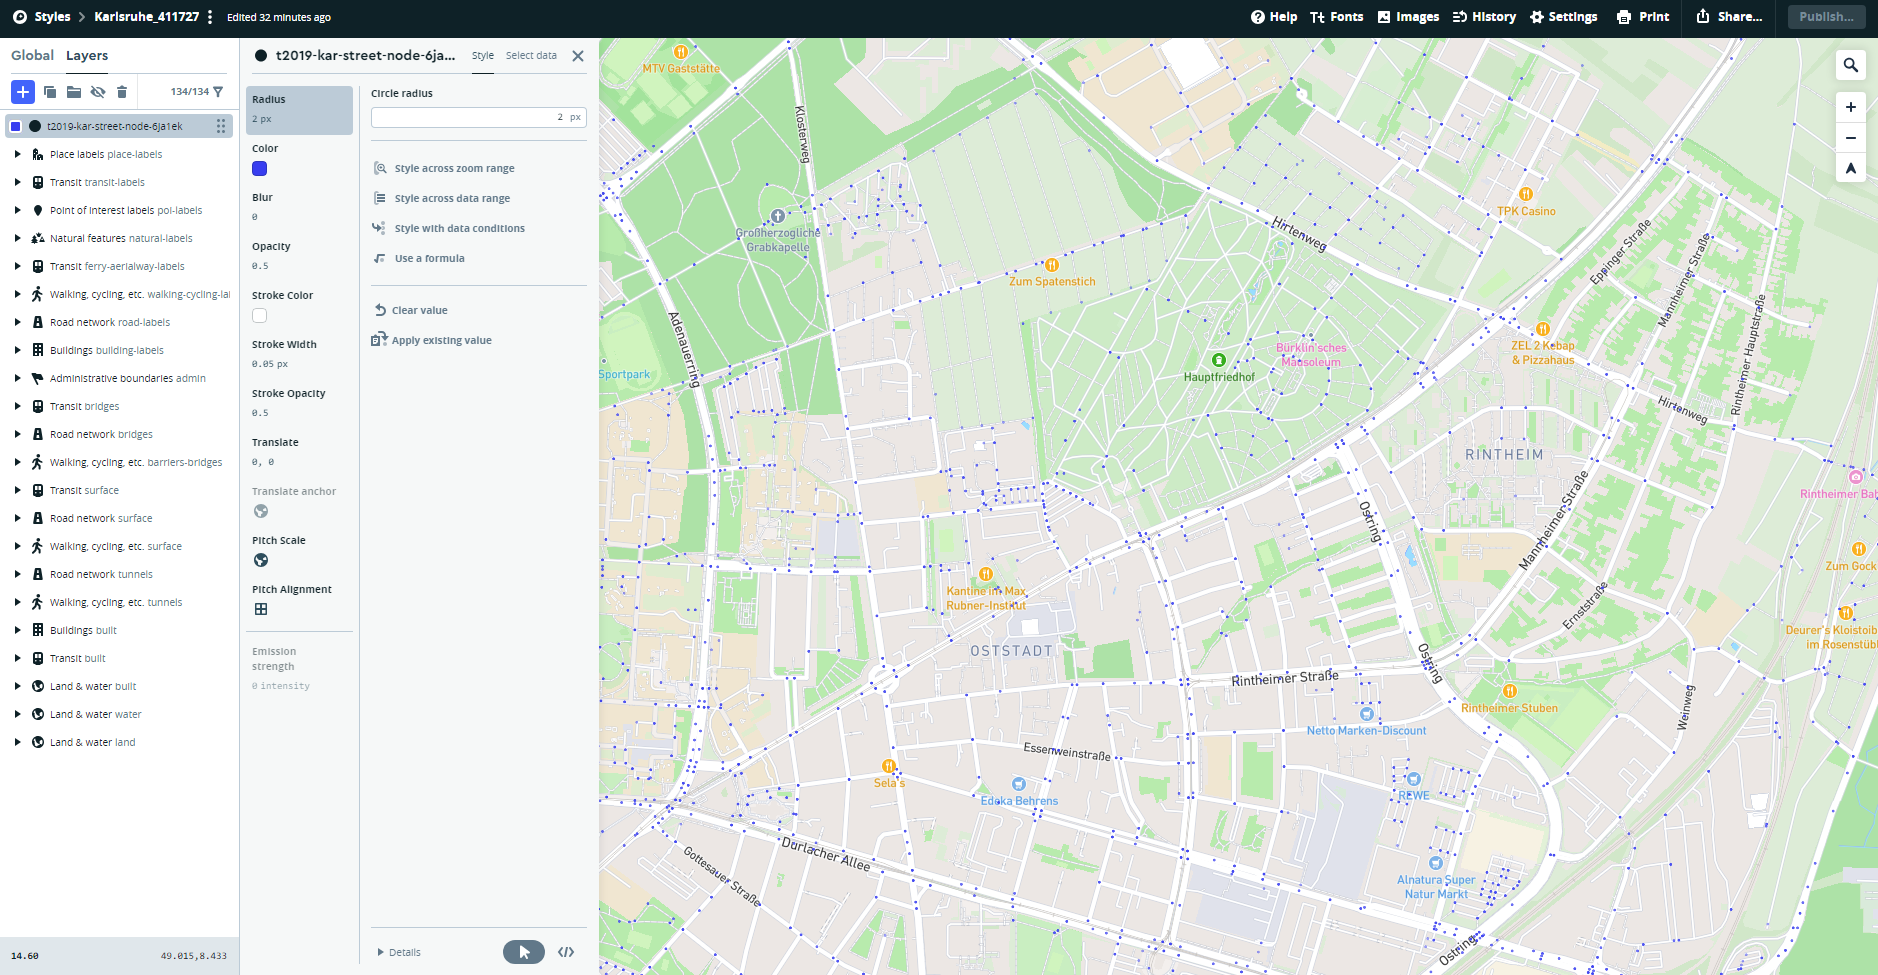 Styles
Karlsruhe_411727
Edited 32 minutes ago
Help
Fonts
Images
History
Settings
Print
Share...
Publish...
Global
Layers
134/134
t2019-kar-street-node-6ja1ek
Place labels place-labels
Transit transit-labels
Point of interest labels poi-labels
Natural features natural-labels
Transit ferry-aerialway-labels
Walking, cycling, etc. walking-cycling-la
Road network road-labels
Buildings building-labels
Administrative boundaries admin
Transit bridges
Road network bridges
Walking, cycling, etc. barriers-bridges
Transit surface
Road network surface
Walking, cycling, etc. surface
Road network tunnels
Walking, cycling, etc. tunnels
Buildings built
Transit built
Land & water built
Land & water water
Land & water land
14.60
49.015,8.433
t2019-kar-street-node-6ja...
Style
Select data
Radius
2 px
Color
Blur
0
Opacity
0.5
Stroke Color
Stroke Width
0.05 px
Stroke Opacity
0.5
Translate
0, 0
Translate anchor
Pitch Scale
Pitch Alignment
Emission
strength
0 intensity
Circle radius
2 px
Style across zoom range
Style across data range
Style with data conditions
Use a formula
Clear value
Apply existing value
Details
MTV Gaststätte
Klosterweg
Großherzogliche
Grabkapelle
Zum Spatenstich
Hirtenweg
TPK Casino
Eppinger Straße
Mannheimer Straße
Rintheimer Hauptstraße
ZEL 2 Kebap
& Pizzahaus
Adenauerring
Sportpark
Bürklin'sches
Mausoleum
Hauptfriedhof
Hirtenweg
RINTHEIM
Rintheimer Ba
Ostring
Mannheimer Straße
Zum Gock
Kantine im Max
Rubner-Institut
Ernststraße
Deurer's Kloistoib
im Rosenstüb
OSTSTADT
Ostring
Rintheimer Straße
Rintheimer Stuben
Weinweg
Netto Marken-Discount
Essenweinstraße
Sela's
Edeka Behrens
REWE
Durlacher Allee
Gottesauer Straße
Alnatura Super
Natur Markt
Ostring